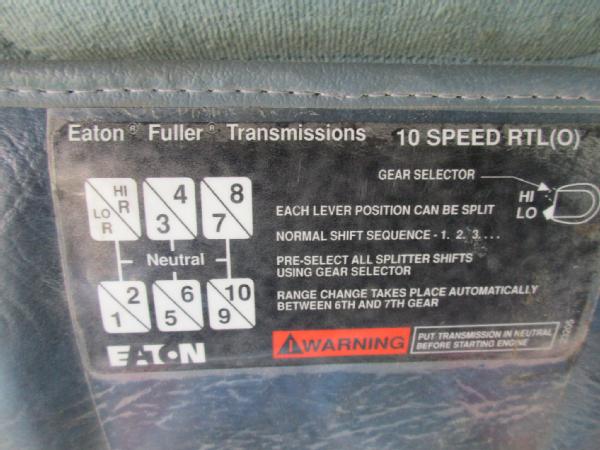 Eaton® Fuller® Transmissions 10 SPEED RTL(O)
GEAR SELECTOR
HI
LO
HI R 4 8
LO R 3 7
EACH LEVER POSITION CAN BE SPLIT
NORMAL SHIFT SEQUENCE - 1. 2. 3. . . .
Neutral
PRE-SELECT ALL SPLITTER SHIFTS
USING GEAR SELECTOR
2 6 10
1 5 9
RANGE CHANGE TAKES PLACE AUTOMATICALLY
BETWEEN 6TH AND 7TH GEAR
EATON
WARNING
PUT TRANSMISSION IN NEUTRAL
BEFORE STARTING ENGINE